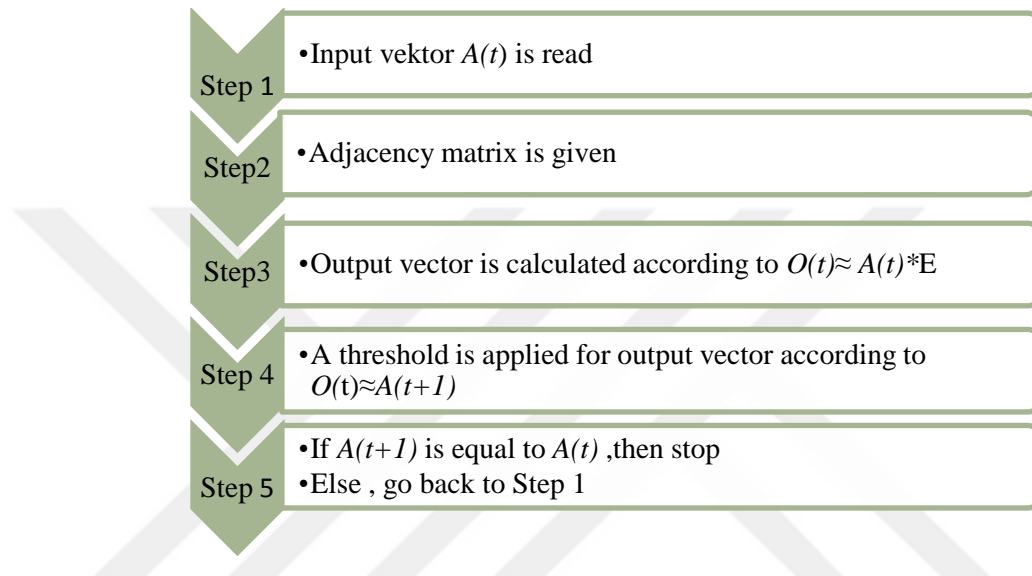 Step 1
•Input vektor A(t) is read
Step2
•Adjacency matrix is given
Step3
•Output vector is calculated according to O(t)≈ A(t)*E
Step 4
•A threshold is applied for output vector according to
O(t)≈A(t+1)
Step 5
•If A(t+1) is equal to A(t) ,then stop
•Else , go back to Step 1